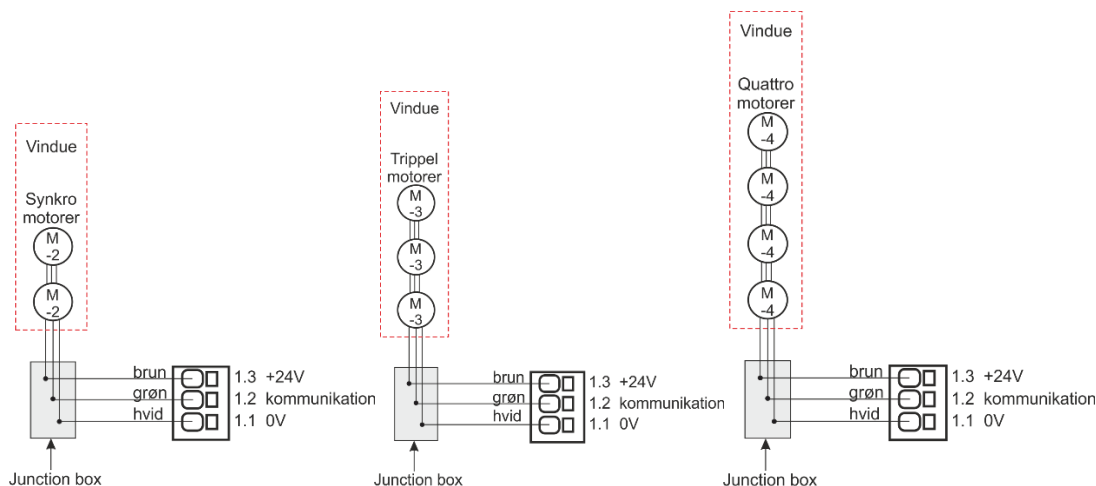 Vindue
Synkro
motorer
M
-2
M
-2
brun
grøn
hvid
1.3 +24V
1.2 kommunikation
1.1 0V
Junction box
Vindue
Trippel
motorer
M
-3
M
-3
M
-3
brun
grøn
hvid
1.3 +24V
1.2 kommunikation
1.1 0V
Junction box
Vindue
Quattro
motorer
M
-4
M
-4
M
-4
M
-4
brun
grøn
hvid
1.3 +24V
1.2 kommunikation
1.1 0V
Junction box